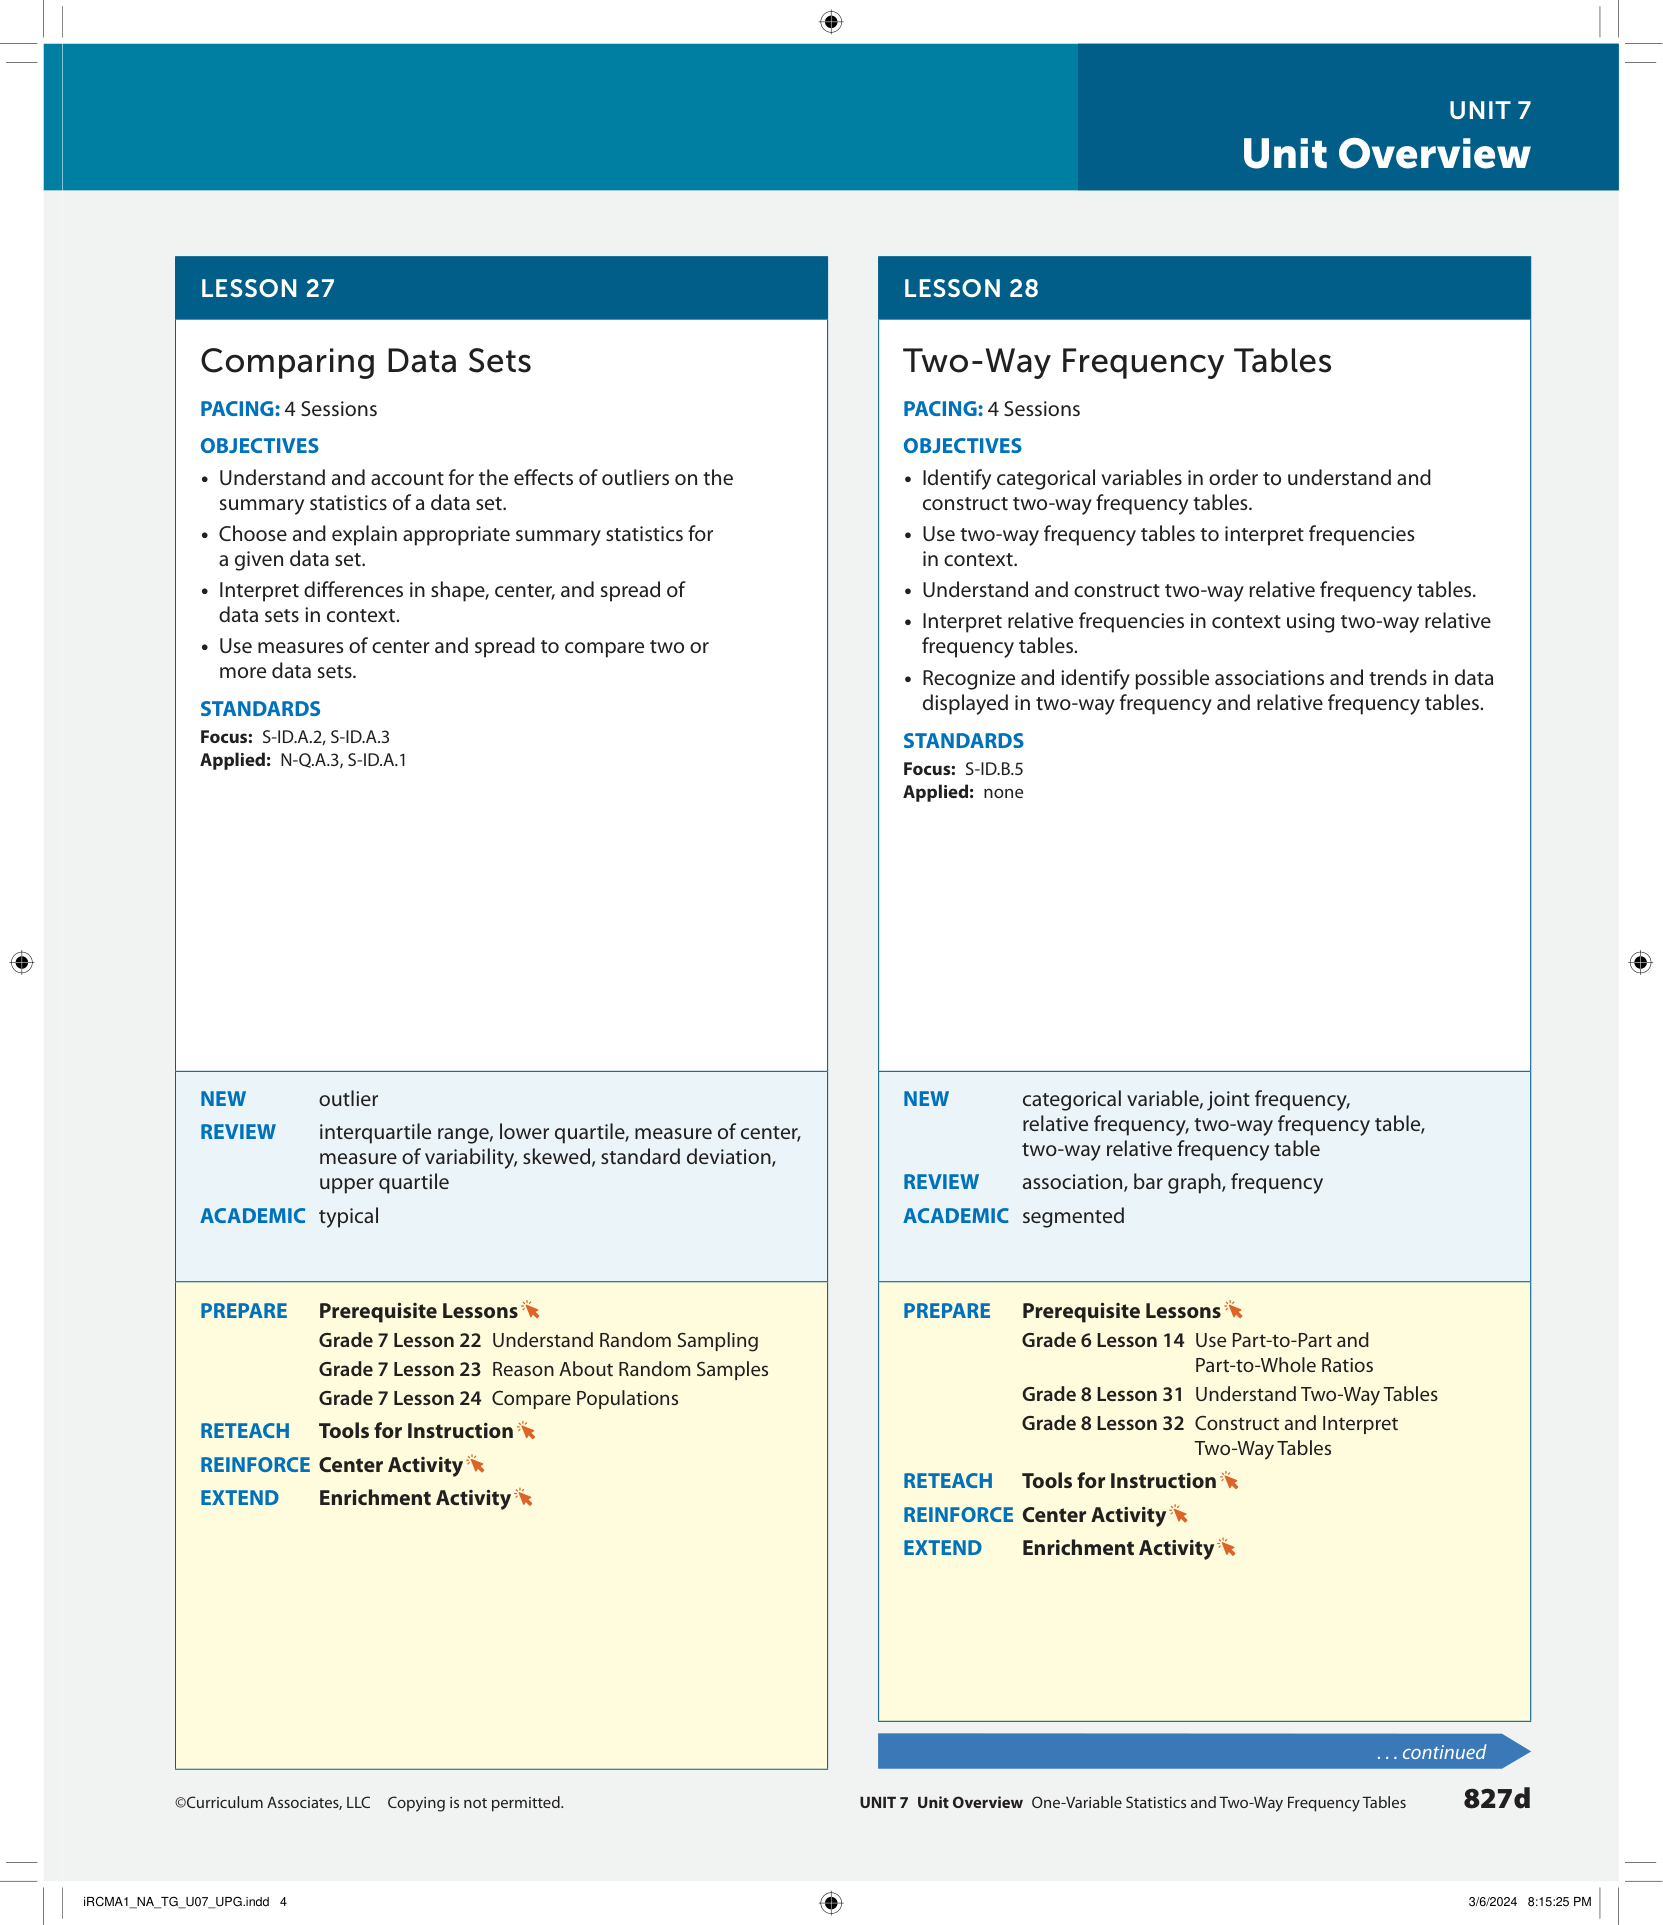 UNIT 7
Unit Overview
LESSON 27
Comparing Data Sets
PACING: 4 Sessions
OBJECTIVES
• Understand and account for the effects of outliers on the
summary statistics of a data set.
• Choose and explain appropriate summary statistics for
a given data set.
• Interpret differences in shape, center, and spread of
data sets in context.
• Use measures of center and spread to compare two or
more data sets.
STANDARDS
Focus: S-ID.A.2, S-ID.A.3
Applied: N-Q.A.3, S-ID.A.1
NEW outlier
REVIEW interquartile range, lower quartile, measure of center,
measure of variability, skewed, standard deviation,
upper quartile
ACADEMIC typical
PREPARE Prerequisite Lessons
Grade 7 Lesson 22 Understand Random Sampling
Grade 7 Lesson 23 Reason About Random Samples
Grade 7 Lesson 24 Compare Populations
RETEACH Tools for Instruction
REINFORCE Center Activity
EXTEND Enrichment Activity
LESSON 28
Two-Way Frequency Tables
PACING: 4 Sessions
OBJECTIVES
• Identify categorical variables in order to understand and
construct two-way frequency tables.
• Use two-way frequency tables to interpret frequencies
in context.
• Understand and construct two-way relative frequency tables.
• Interpret relative frequencies in context using two-way relative
frequency tables.
• Recognize and identify possible associations and trends in data
displayed in two-way frequency and relative frequency tables.
STANDARDS
Focus: S-ID.B.5
Applied: none
NEW categorical variable, joint frequency,
relative frequency, two-way frequency table,
two-way relative frequency table
REVIEW association, bar graph, frequency
ACADEMIC segmented
PREPARE Prerequisite Lessons
Grade 6 Lesson 14 Use Part-to-Part and
Part-to-Whole Ratios
Grade 8 Lesson 31 Understand Two-Way Tables
Grade 8 Lesson 32 Construct and Interpret
Two-Way Tables
RETEACH Tools for Instruction
REINFORCE Center Activity
EXTEND Enrichment Activity
. . . continued
©Curriculum Associates, LLC Copying is not permitted.
UNIT 7 Unit Overview One-Variable Statistics and Two-Way Frequency Tables 827d
iRCMA1_NA_TG_U07_UPG.indd 4
3/6/2024 8:15:25 PM